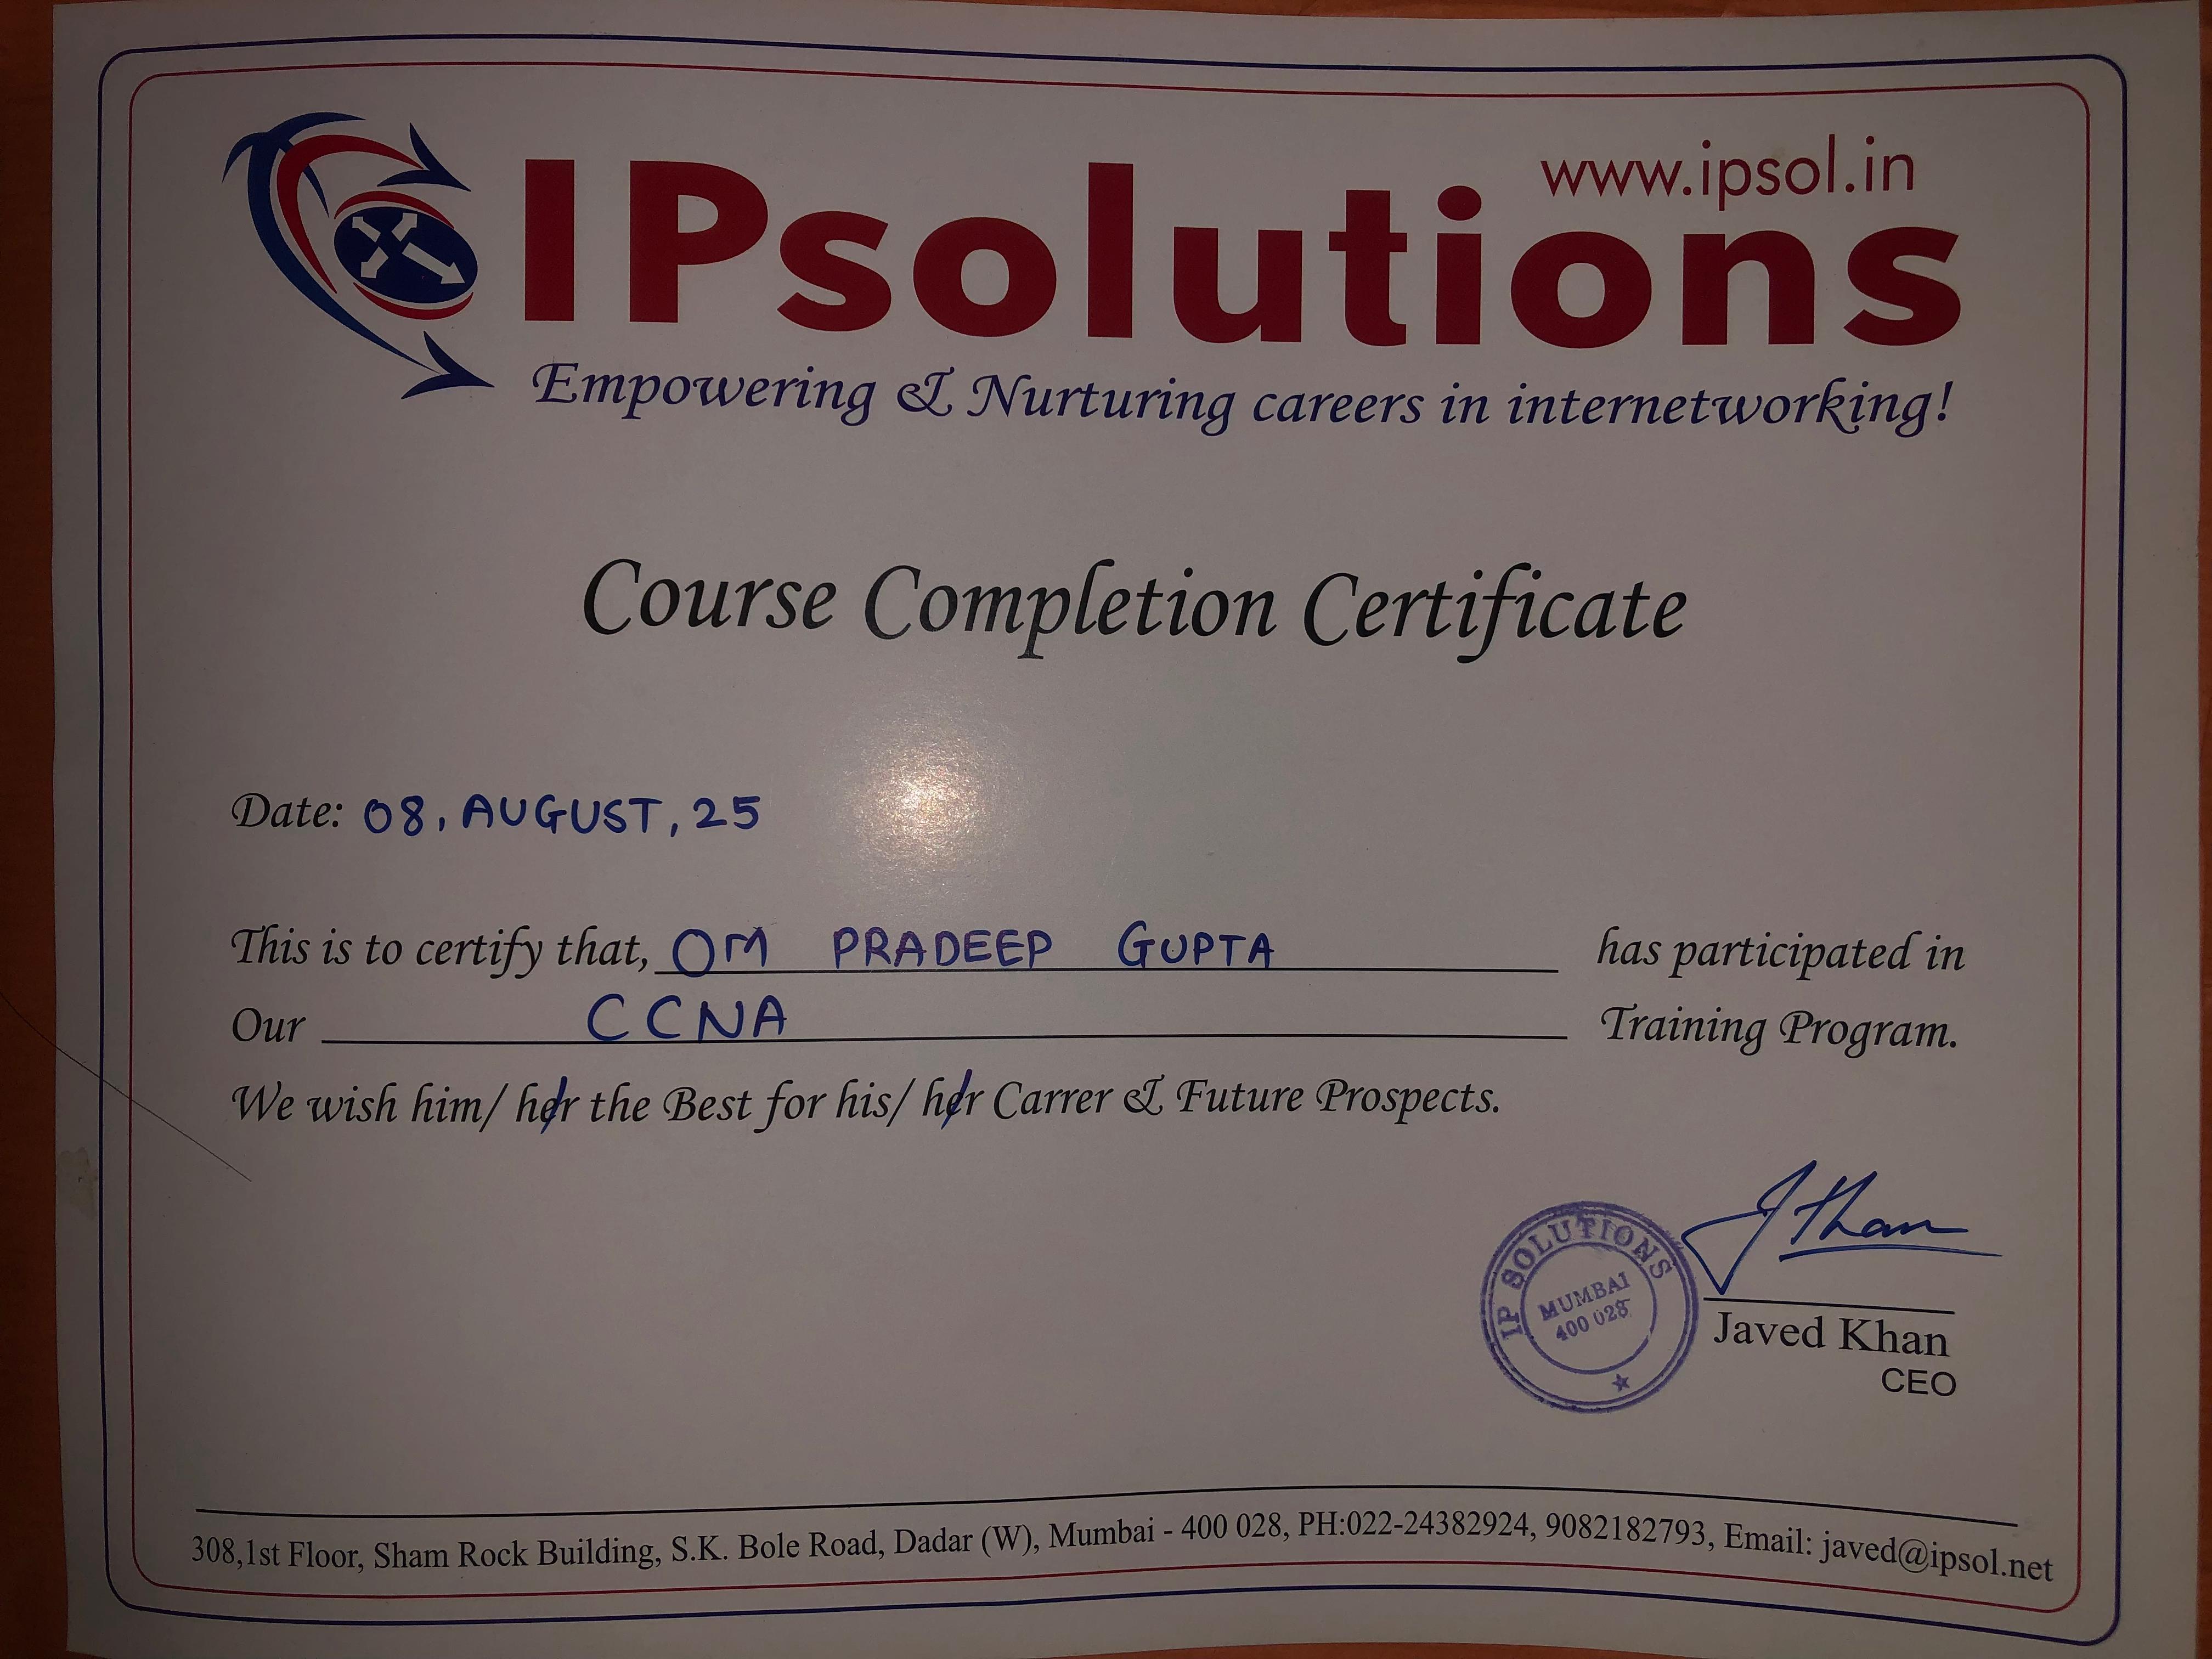 www.ipsol.in
IPsolutions
Empowering & Nurturing careers in internetworking!
Course Completion Certificate
Date: 08, AUGUST, 25
This is to certify that, OM PRADEEP GUPTA has participated in
Our CCNA Training Program.
We wish him/ her the Best for his/ her Carrer & Future Prospects.
JKhan
IP SOLUTIONS
MUMBAI
400 028
Javed Khan
CEO
308,1st Floor, Sham Rock Building, S.K. Bole Road, Dadar (W), Mumbai - 400 028, PH:022-24382924, 9082182793, Email: javed@ipsol.net